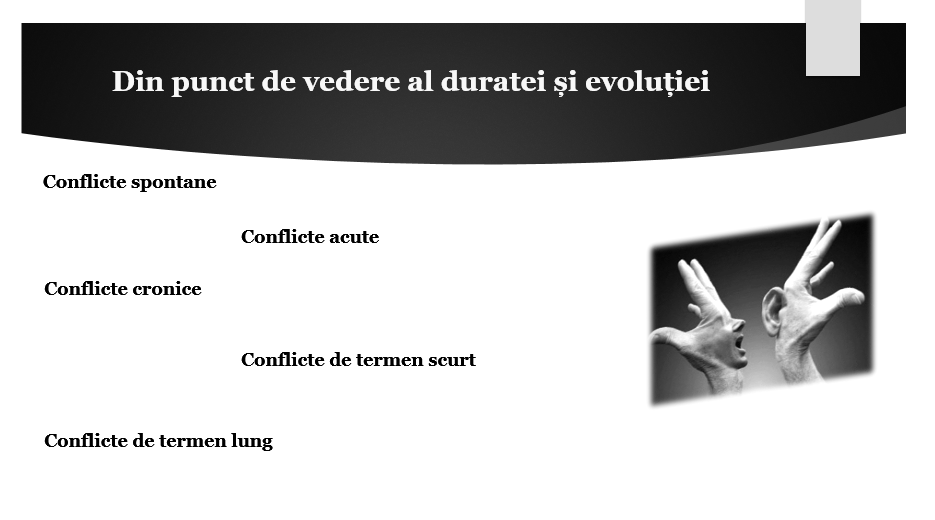 Din punct de vedere al duratei și evoluției
Conflicte spontane
Conflicte acute
Conflicte cronice
Conflicte de termen scurt
Conflicte de termen lung